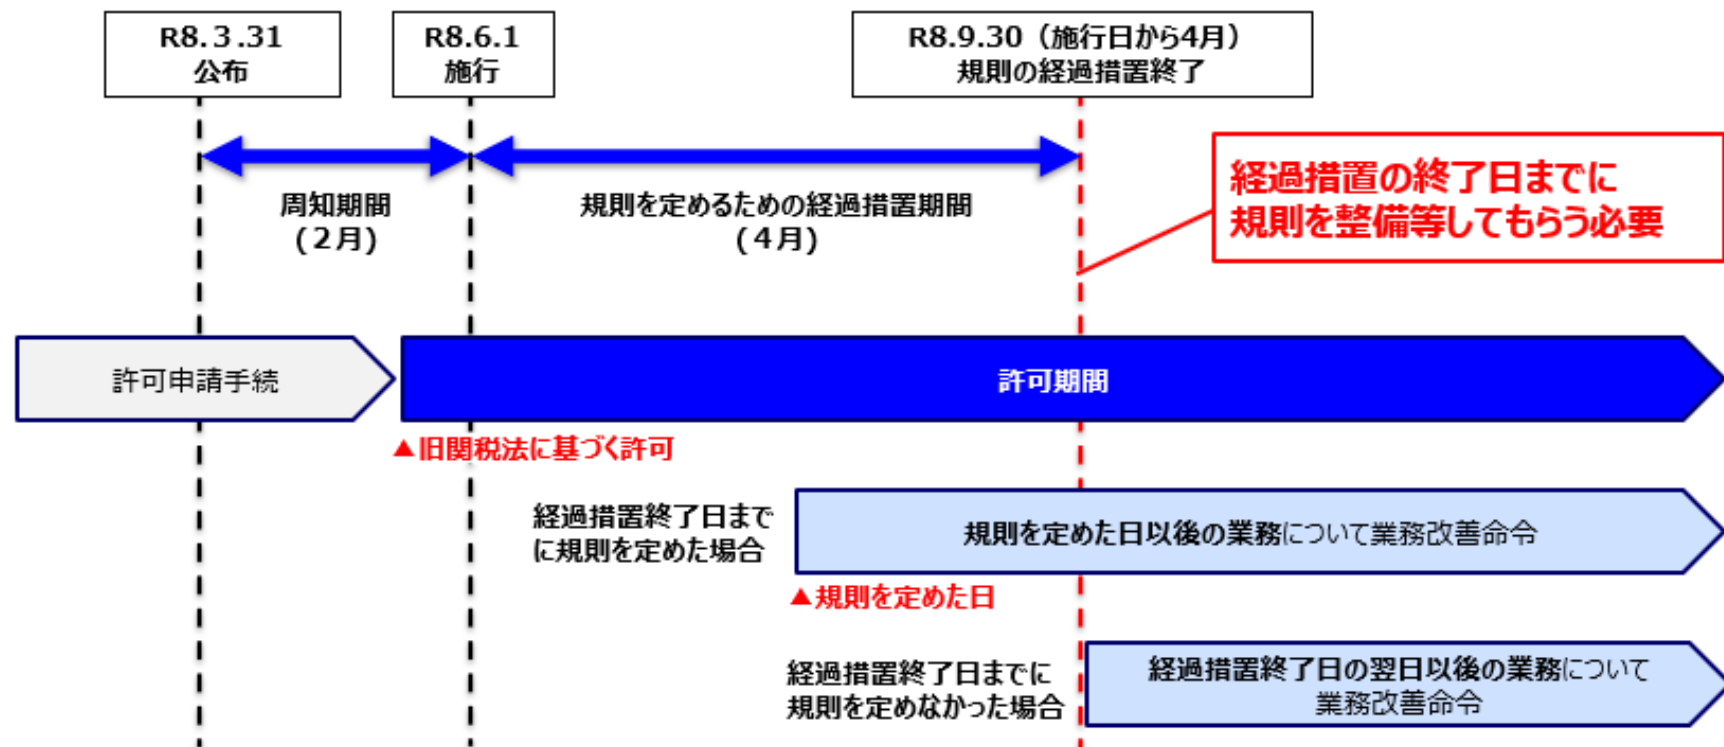 R8.3.31
公布
R8.6.1
施行
R8.9.30（施行日から4月）
規則の経過措置終了
周知期間
(２月)
規則を定めるための経過措置期間
(４月)
経過措置の終了日までに
規則を整備等してもらう必要
許可申請手続
許可期間
▲旧関税法に基づく許可
経過措置終了日まで
に規則を定めた場合
規則を定めた日以後の業務について業務改善命令
▲規則を定めた日
経過措置終了日までに
規則を定めなかった場合
経過措置終了日の翌日以後の業務について
業務改善命令